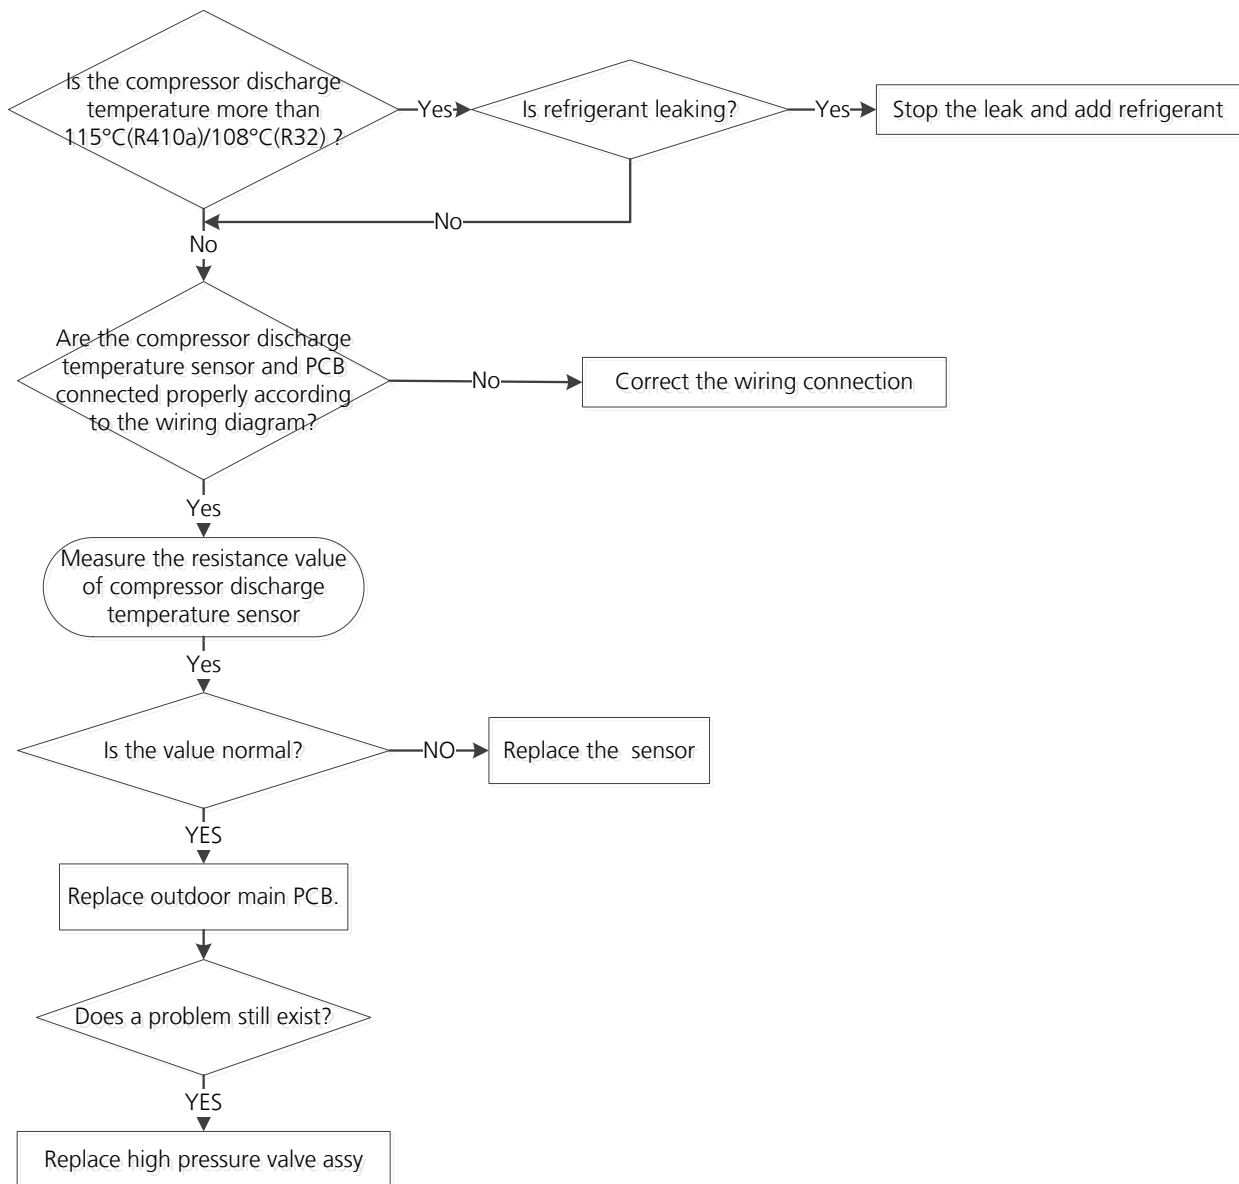 Is the compressor discharge
temperature more than
115°C(R410a)/108°C(R32) ?
Yes
Is refrigerant leaking?
Yes
Stop the leak and add refrigerant
No
No
Are the compressor discharge
temperature sensor and PCB
connected properly according
to the wiring diagram?
No
Correct the wiring connection
Yes
Measure the resistance value
of compressor discharge
temperature sensor
Yes
Is the value normal?
NO
Replace the  sensor
YES
Replace outdoor main PCB.
Does a problem still exist?
YES
Replace high pressure valve assy